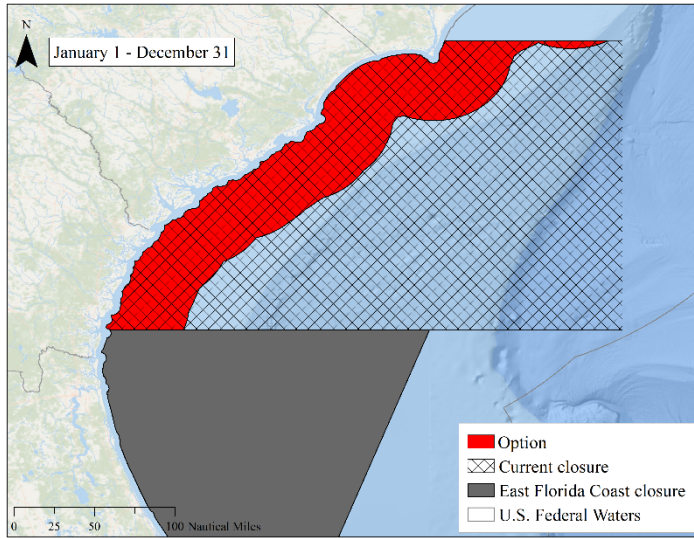 N
January 1 - December 31
Option
Current closure
East Florida Coast closure
U.S. Federal Waters
0 25 50 100 Nautical Miles